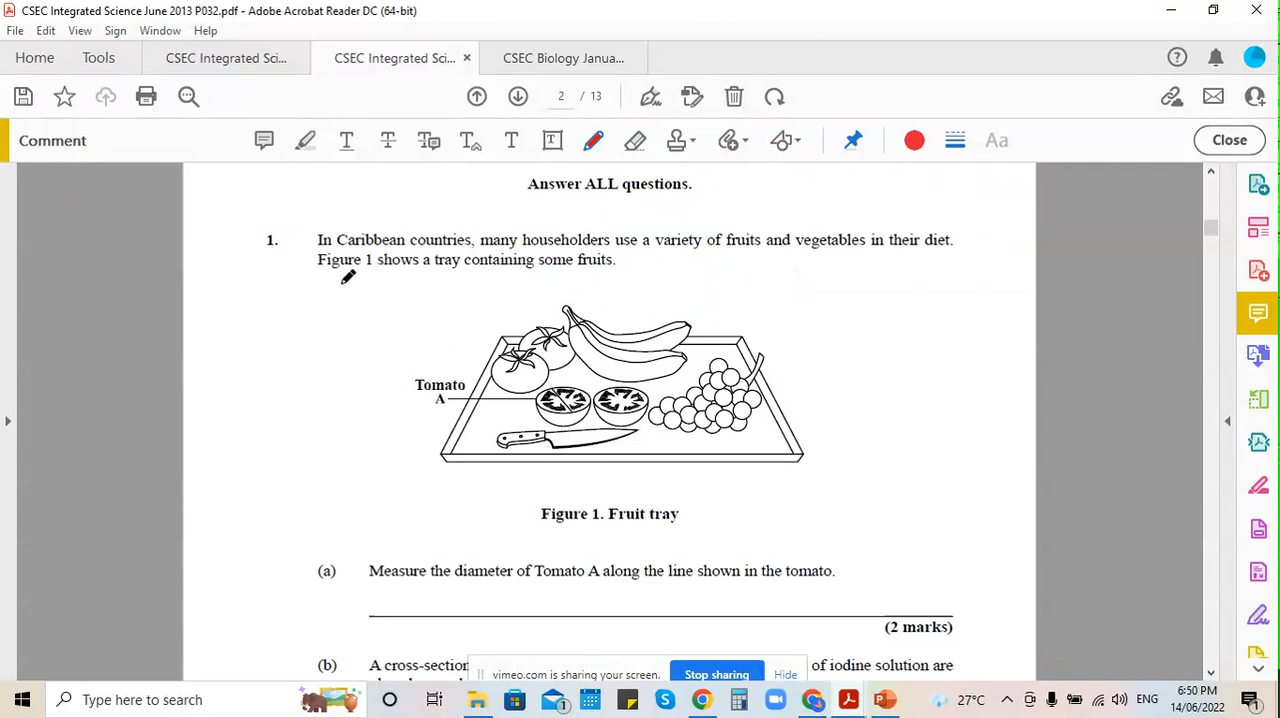 CSEC Integrated Science June 2013 P032.pdf - Adobe Acrobat Reader DC (64-bit)
File Edit View Sign Window Help
Home Tools CSEC Integrated Sci... CSEC Integrated Sci... × CSEC Biology Janua...
2 / 13
Comment Aa Close
Answer ALL questions.
1. In Caribbean countries, many householders use a variety of fruits and vegetables in their diet.
Figure 1 shows a tray containing some fruits.
Tomato
A
Figure 1. Fruit tray
(a) Measure the diameter of Tomato A along the line shown in the tomato.
(2 marks)
(b) A cross-section of iodine solution are
vimeo.com is sharing your screen. Stop sharing Hide
Type here to search 27°C ENG 6:50 PM
14/06/2022